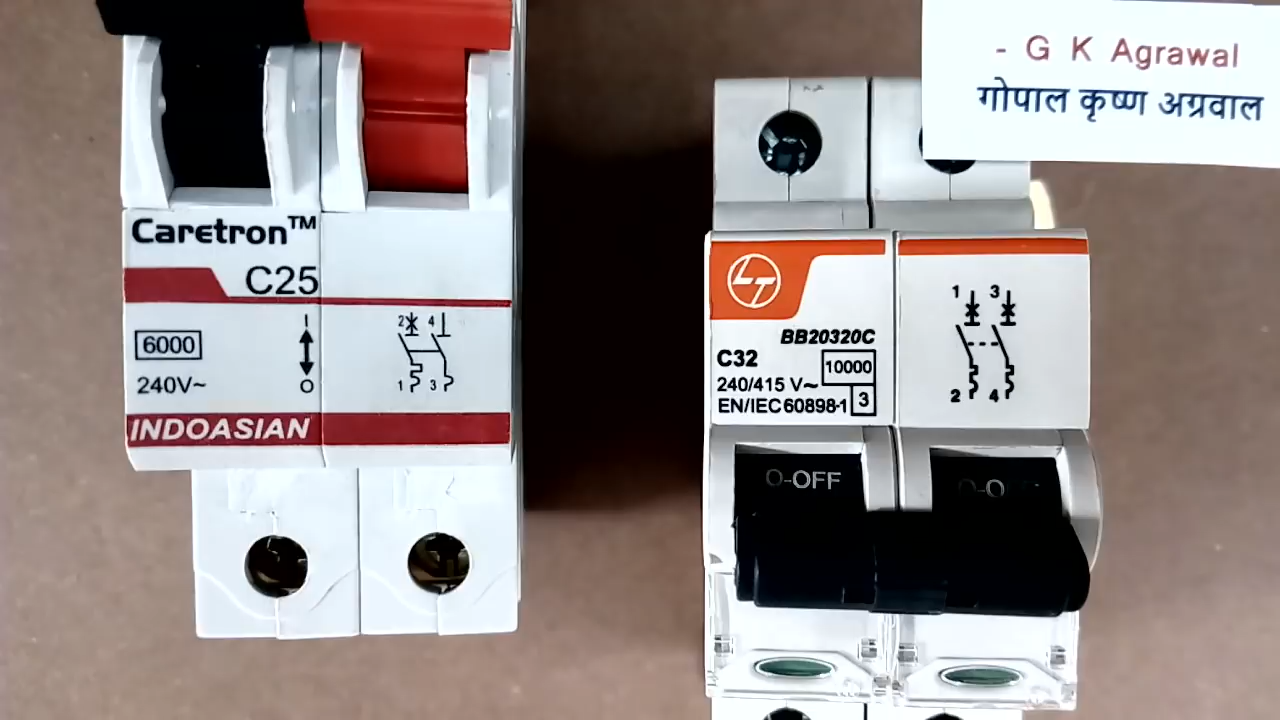 - G K Agrawal
गोपाल कृष्ण अग्रवाल
Caretron™
C25
6000
240V~
I
O
2 4
1 3
INDOASIAN
LT
BB20320C
C32
10000
240/415 V~
EN/IEC 60898-1 3
1 3
2 4
O-OFF
O-O